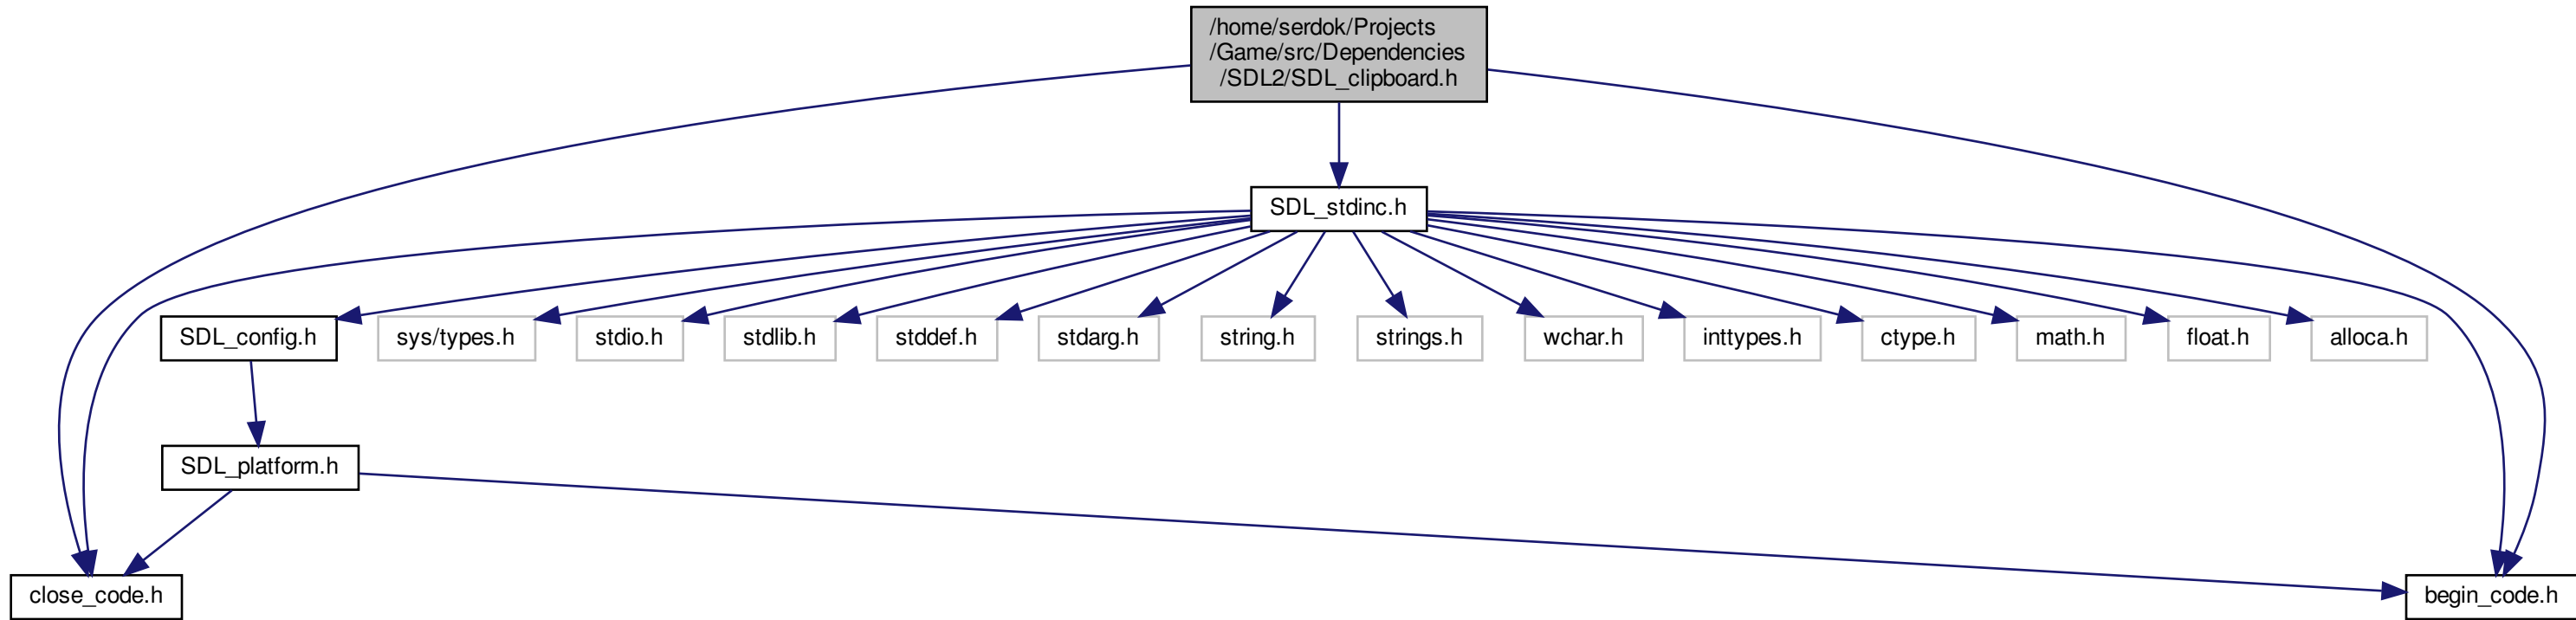 /home/serdok/Projects
/Game/src/Dependencies
/SDL2/SDL_clipboard.h
SDL_stdinc.h
SDL_config.h
sys/types.h
stdio.h
stdlib.h
stddef.h
stdarg.h
string.h
strings.h
wchar.h
inttypes.h
ctype.h
math.h
float.h
alloca.h
SDL_platform.h
close_code.h
begin_code.h